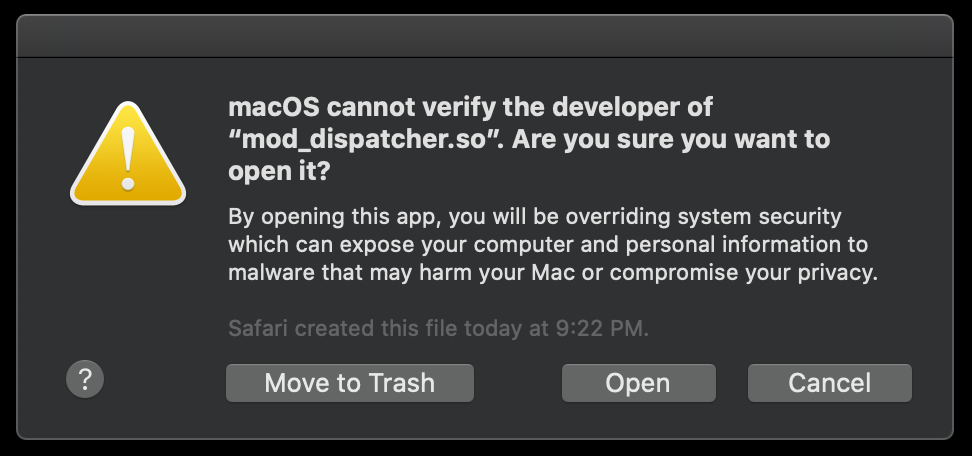 macOS cannot verify the developer of
“mod_dispatcher.so”. Are you sure you want to
open it?
By opening this app, you will be overriding system security
which can expose your computer and personal information to
malware that may harm your Mac or compromise your privacy.
Safari created this file today at 9:22 PM.
? Move to Trash Open Cancel